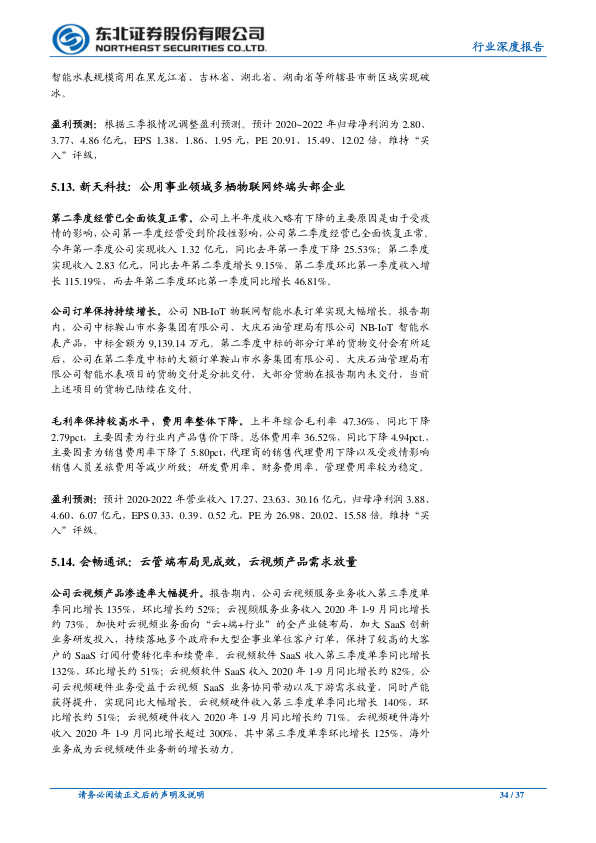 东北证券股份有限公司
NORTHEAST SECURITIES CO.,LTD.
行业深度报告
智能水表规模商用在黑龙江省、吉林省、湖北省、湖南省等所辖县市新区域实现破
冰。
盈利预测：根据三季报情况调整盈利预测。预计 2020~2022 年归母净利润为 2.80、
3.77、4.86 亿元，EPS 1.38、1.86、1.95 元，PE 20.91、15.49、12.02 倍，维持“买
入”评级，
5.13. 新天科技：公用事业领域多栖物联网终端头部企业
第二季度经营已全面恢复正常。公司上半年度收入略有下降的主要原因是由于受疫
情的影响，公司第一季度经营受到阶段性影响，公司第二季度经营已全面恢复正常。
今年第一季度公司实现收入 1.32 亿元，同比去年第一季度下降 25.53%；第二季度
实现收入 2.83 亿元，同比去年第二季度增长 9.15%。第二季度环比第一季度收入增
长 115.19%，而去年第二季度环比第一季度同比增长 46.81%。
公司订单保持持续增长。公司 NB-IoT 物联网智能水表订单实现大幅增长。报告期
内，公司中标鞍山市水务集团有限公司、大庆石油管理局有限公司 NB-IoT 智能水
表产品，中标金额为 9,139.14 万元。第二季度中标的部分订单的货物交付会有所延
后，公司在第二季度中标的大额订单鞍山市水务集团有限公司、大庆石油管理局有
限公司智能水表项目的货物交付是分批交付，大部分货物在报告期内未交付，当前
上述项目的货物已陆续在交付。
毛利率保持较高水平，费用率整体下降。上半年综合毛利率 47.36%，同比下降
2.79pct，主要因素为行业内产品售价下降。总体费用率 36.52%，同比下降 4.94pct.，
主要因素为销售费用率下降了 5.80pct，代理商的销售代理费用下降以及受疫情影响
销售人员差旅费用等减少所致；研发费用率、财务费用率、管理费用率较为稳定。
盈利预测：预计 2020-2022 年营业收入 17.27、23.63、30.16 亿元，归母净利润 3.88、
4.60、6.07 亿元，EPS 0.33、0.39、0.52 元，PE 为 26.98、20.02、15.58 倍。维持“买
入”评级。
5.14. 会畅通讯：云管端布局见成效，云视频产品需求放量
公司云视频产品渗透率大幅提升。报告期内，公司云视频服务业务收入第三季度单
季同比增长 135%，环比增长约 52%；云视频服务业务收入 2020 年 1-9 月同比增长
约 73%。加快对云视频业务面向“云+端+行业”的全产业链布局，加大 SaaS 创新
业务研发投入，持续落地多个政府和大型企事业单位客户订单，保持了较高的大客
户的 SaaS 订阅付费转化率和续费率。云视频软件 SaaS 收入第三季度单季同比增长
132%，环比增长约 51%；云视频软件 SaaS 收入 2020 年 1-9 月同比增长约 82%。公
司云视频硬件业务受益于云视频 SaaS 业务协同带动以及下游需求放量，同时产能
获得提升，实现同比大幅增长。云视频硬件收入第三季度单季同比增长 140%，环
比增长约 51%；云视频硬件收入 2020 年 1-9 月同比增长约 71%。云视频硬件海外
收入 2020 年 1-9 月同比增长超过 300%，其中第三季度单季环比增长 125%，海外
业务成为云视频硬件业务新的增长动力。
请务必阅读正文后的声明及说明
34 / 37